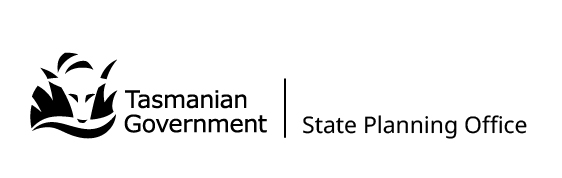 Tasmanian
Government
State Planning Office